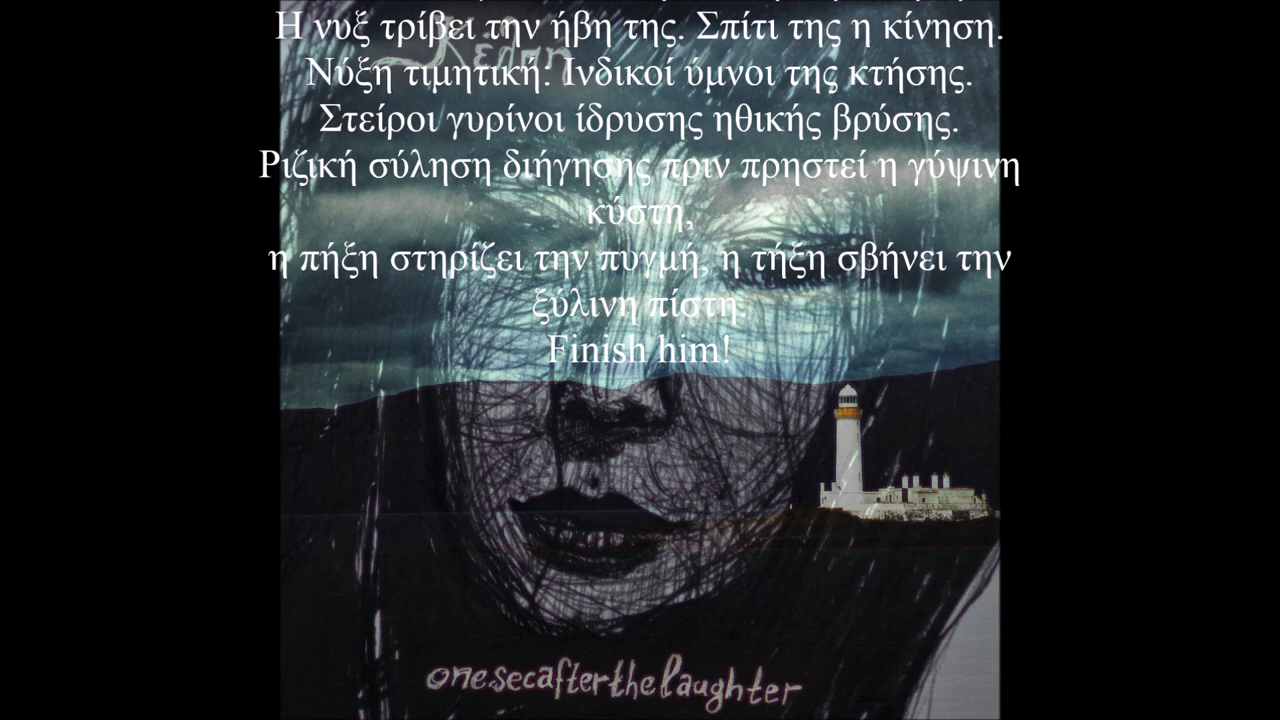 Η νυξ τρίβει την ήβη της. Σπίτι της η κίνηση.
Νύξη τιμητική: Ινδικοί ύμνοι της κτήσης.
Στείροι γυρίνοι ίδρυσης ηθικής βρύσης.
Ριζική σύληση διήγησης πριν πρηστεί η γύψινη
κύστη,
η πήξη στηρίζει την πυγμή, η τήξη σβήνει την
ξύλινη πίστη.
Finish him!
onesecafterthelaughter